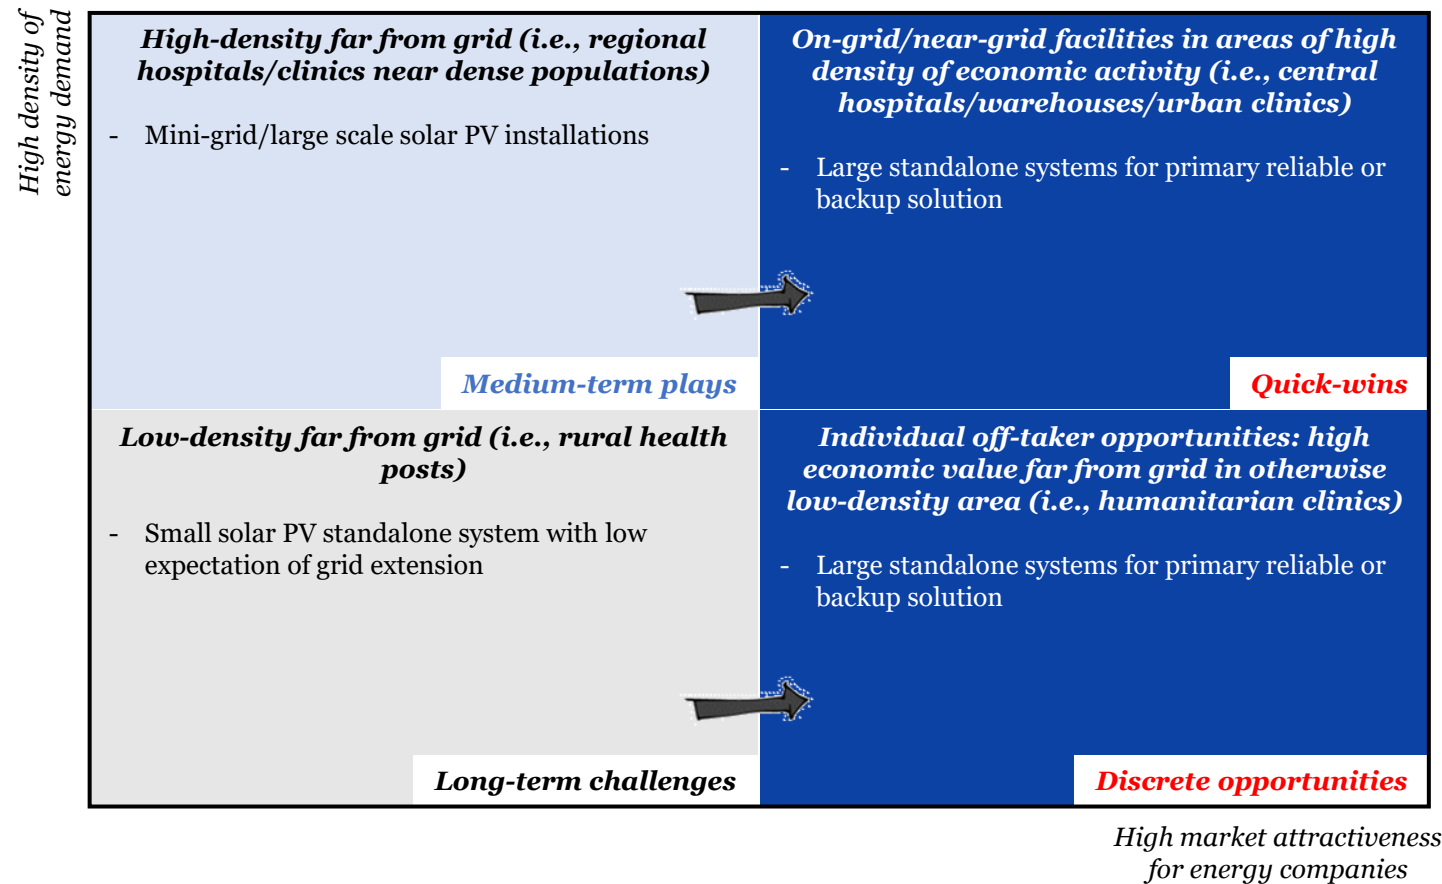 High density of
energy demand
High-density far from grid (i.e., regional
hospitals/clinics near dense populations)
- Mini-grid/large scale solar PV installations
Medium-term plays
On-grid/near-grid facilities in areas of high
density of economic activity (i.e., central
hospitals/warehouses/urban clinics)
- Large standalone systems for primary reliable or
backup solution
Quick-wins
Low-density far from grid (i.e., rural health
posts)
- Small solar PV standalone system with low
expectation of grid extension
Long-term challenges
Individual off-taker opportunities: high
economic value far from grid in otherwise
low-density area (i.e., humanitarian clinics)
- Large standalone systems for primary reliable or
backup solution
Discrete opportunities
High market attractiveness
for energy companies